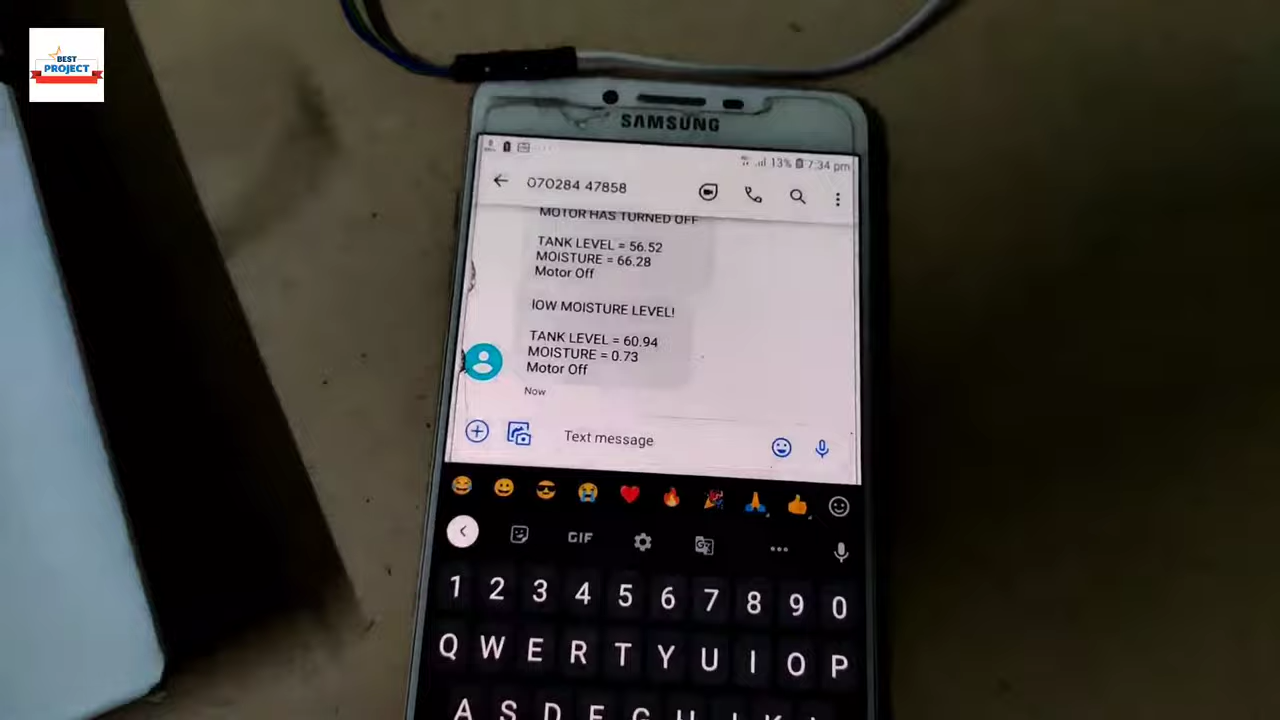 BEST
PROJECT
SAMSUNG
13% 7:34 pm
070284 47858
MOTOR HAS TURNED OFF
TANK LEVEL = 56.52
MOISTURE = 66.28
Motor Off
lOW MOISTURE LEVEL!
TANK LEVEL = 60.94
MOISTURE = 0.73
Motor Off
Now
Text message
GIF
1 2 3 4 5 6 7 8 9 0
Q W E R T Y U I O P
A S D F G H J K L